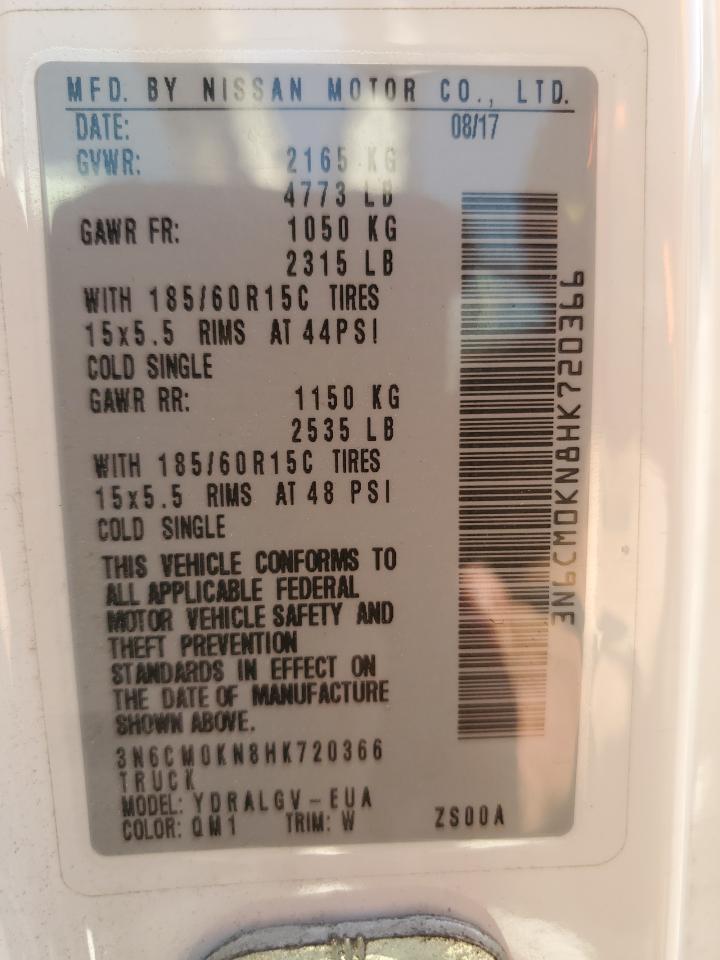 MFD. BY NISSAN MOTOR CO., LTD.
DATE: 08/17
GVWR: 2165 KG
4773 LB
GAWR FR: 1050 KG
2315 LB
WITH 185/60R15C TIRES
15x5.5 RIMS AT 44PSI
COLD SINGLE
GAWR RR: 1150 KG
2535 LB
WITH 185/60R15C TIRES
15x5.5 RIMS AT 48 PSI
COLD SINGLE
THIS VEHICLE CONFORMS TO
ALL APPLICABLE FEDERAL
MOTOR VEHICLE SAFETY AND
THEFT PREVENTION
STANDARDS IN EFFECT ON
THE DATE OF MANUFACTURE
SHOWN ABOVE.
3N6CM0KN8HK720366
TRUCK
MODEL: YDRALGV-EUA
COLOR: QM1 TRIM: W ZS00A
3N6CM0KN8HK720366